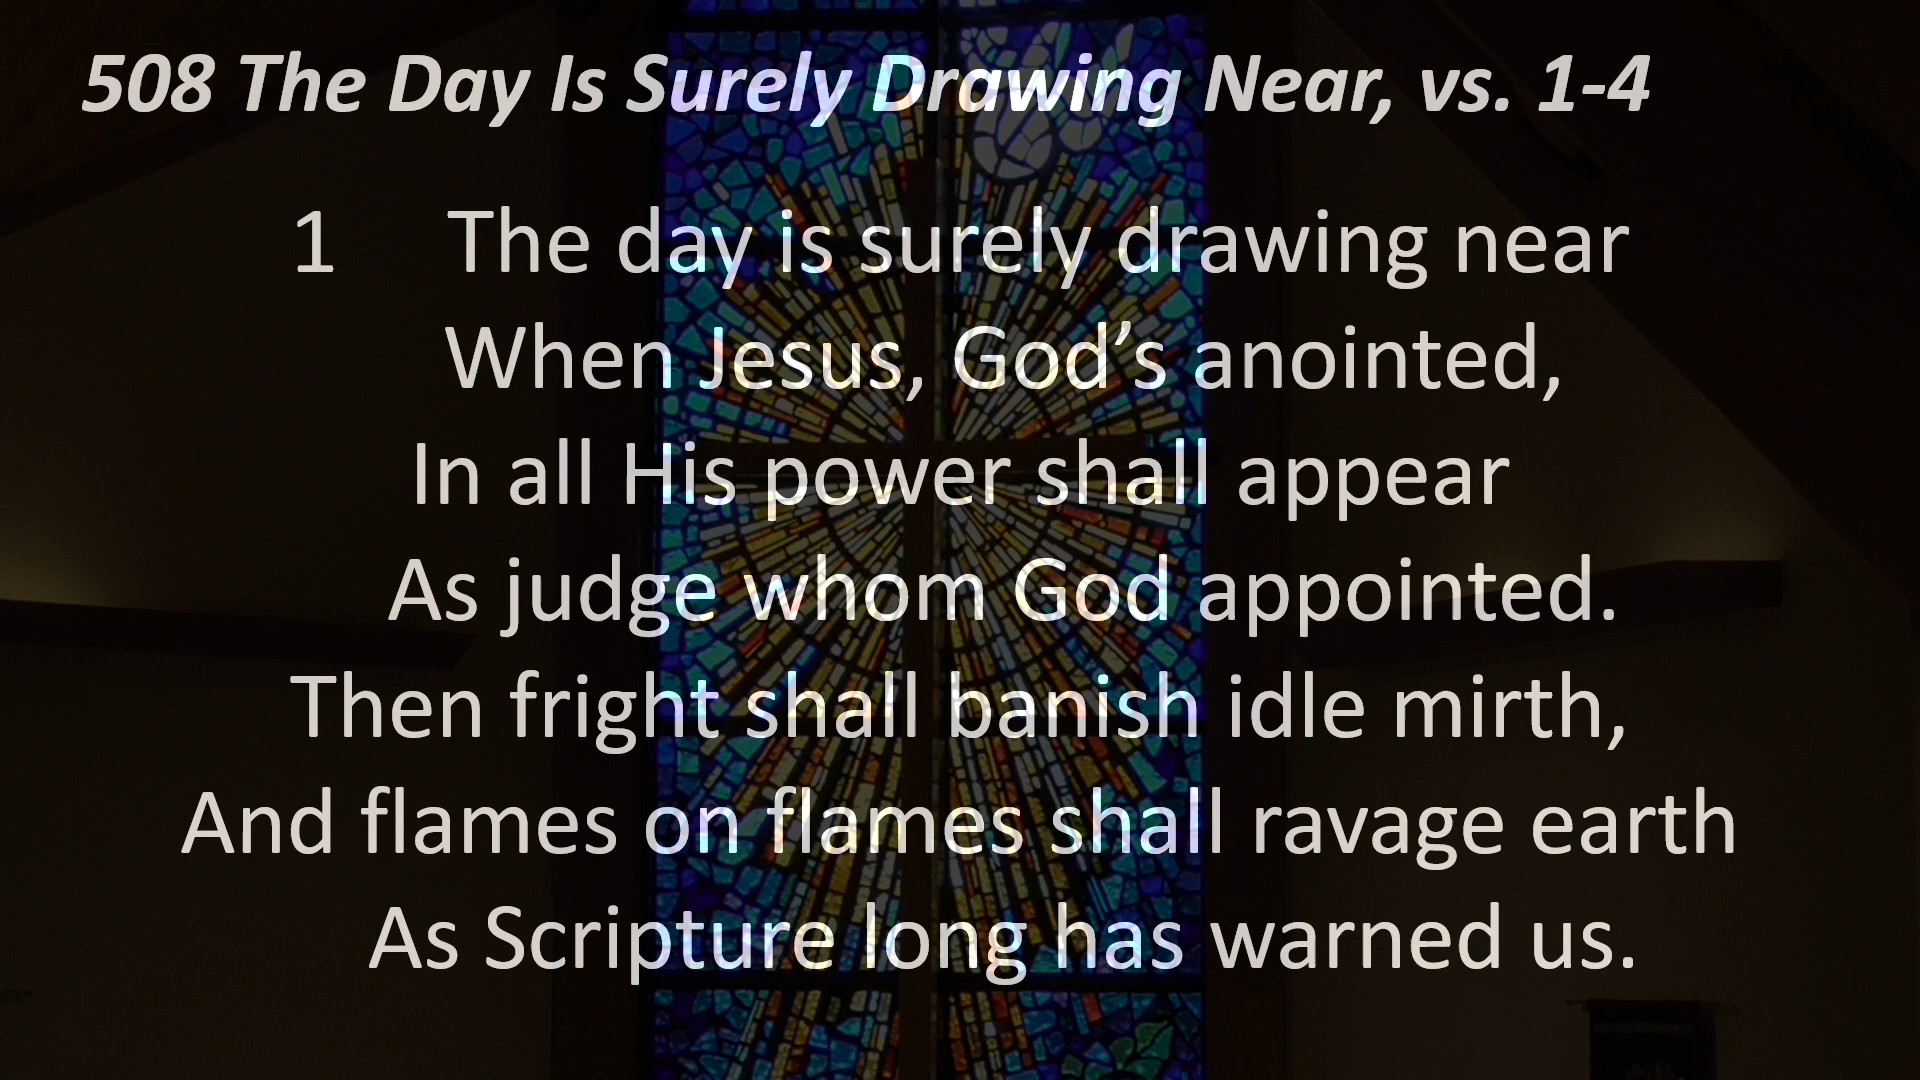 508 The Day Is Surely Drawing Near, vs. 1-4
1 The day is surely drawing near
When Jesus, God’s anointed,
In all His power shall appear
As judge whom God appointed.
Then fright shall banish idle mirth,
And flames on flames shall ravage earth
As Scripture long has warned us.